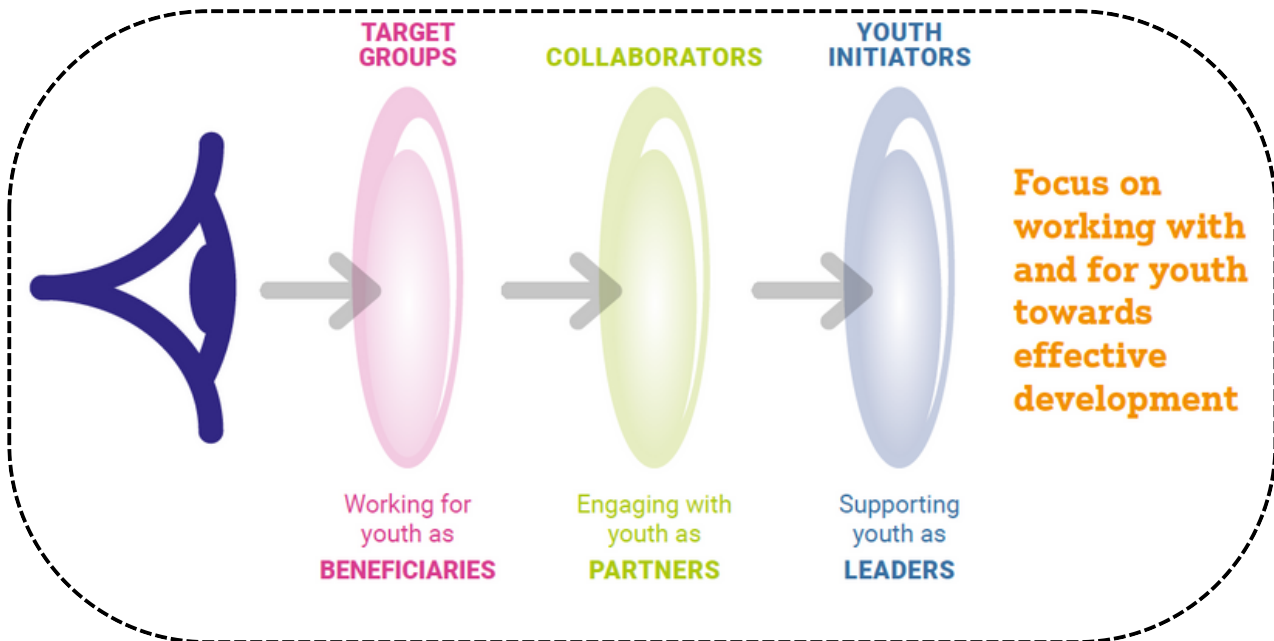 TARGET
GROUPS
COLLABORATORS
YOUTH
INITIATORS
Focus on
working with
and for youth
towards
effective
development
Working for
youth as
BENEFICIARIES
Engaging with
youth as
PARTNERS
Supporting
youth as
LEADERS